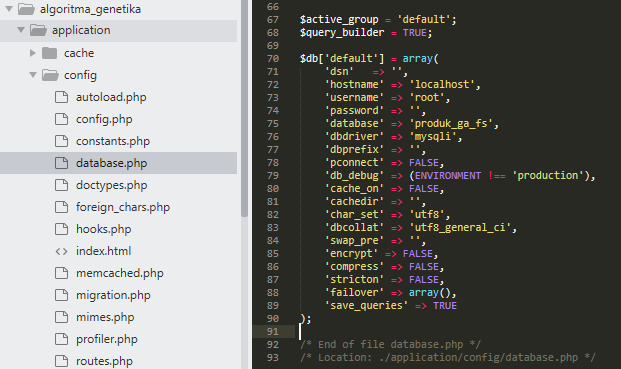 algoritma_genetika
application
cache
config
autoload.php
config.php
constants.php
database.php
doctypes.php
foreign_chars.php
hooks.php
index.html
memcached.php
migration.php
mimes.php
profiler.php
routes.php
66
67 $active_group = 'default';
68 $query_builder = TRUE;
69
70 $db['default'] = array(
71 'dsn' => '',
72 'hostname' => 'localhost',
73 'username' => 'root',
74 'password' => '',
75 'database' => 'produk_ga_fs',
76 'dbdriver' => 'mysqli',
77 'dbprefix' => '',
78 'pconnect' => FALSE,
79 'db_debug' => (ENVIRONMENT !== 'production'),
80 'cache_on' => FALSE,
81 'cachedir' => '',
82 'char_set' => 'utf8',
83 'dbcollat' => 'utf8_general_ci',
84 'swap_pre' => '',
85 'encrypt' => FALSE,
86 'compress' => FALSE,
87 'stricton' => FALSE,
88 'failover' => array(),
89 'save_queries' => TRUE
90 );
91
92 /* End of file database.php */
93 /* Location: ./application/config/database.php */